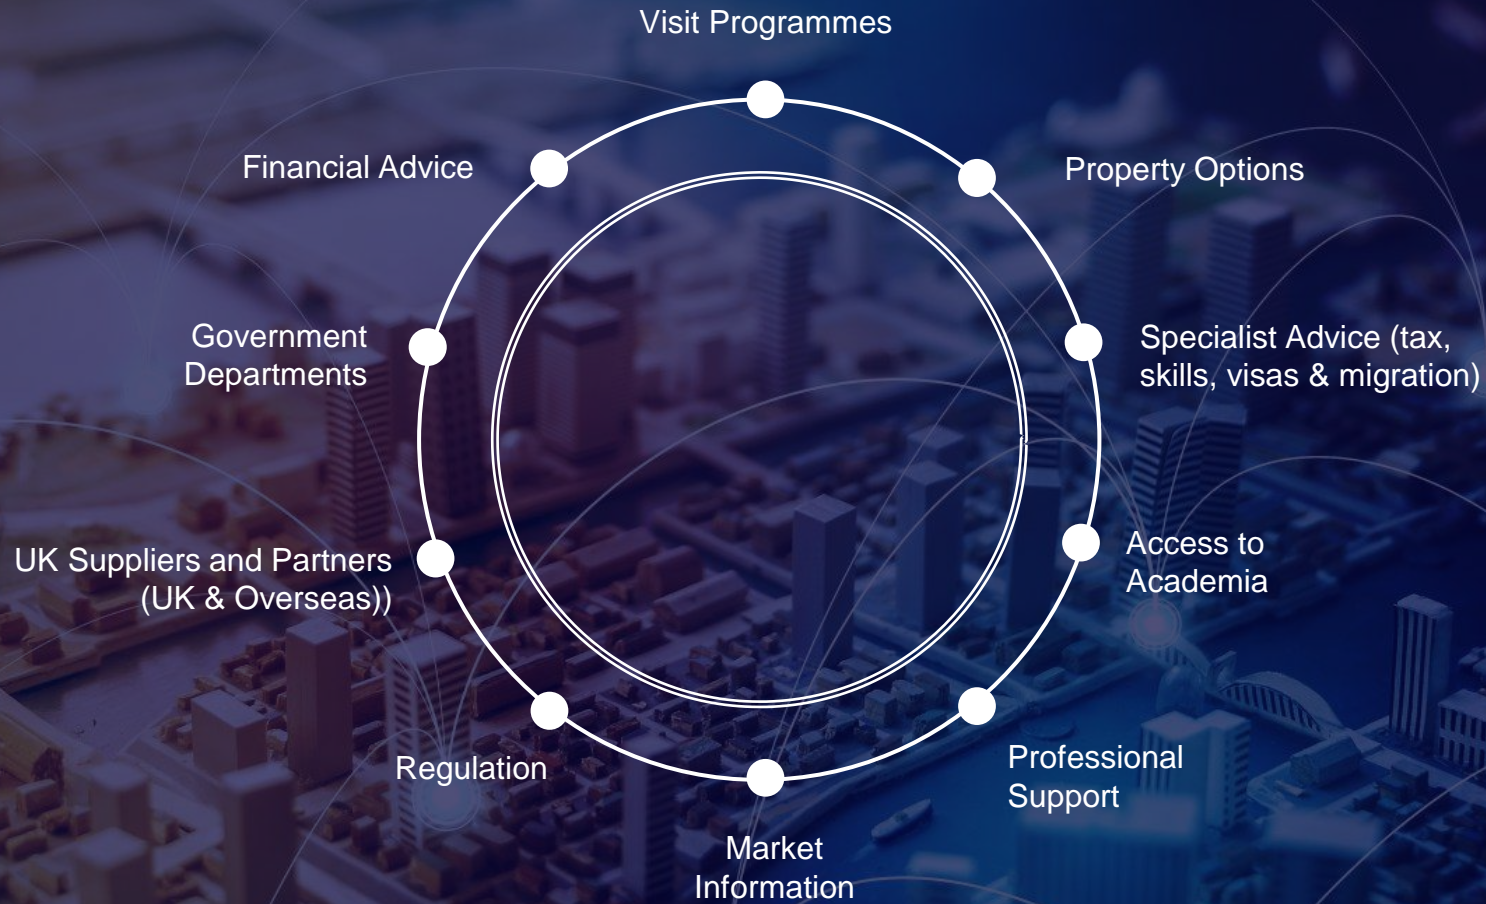 Visit Programmes
Financial Advice
Property Options
Government
Departments
Specialist Advice (tax,
skills, visas & migration)
UK Suppliers and Partners
(UK & Overseas))
Access to
Academia
Regulation
Professional
Support
Market
Information